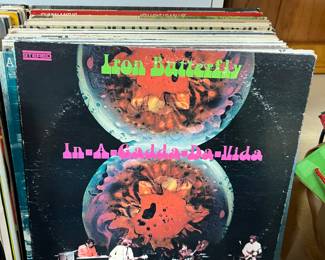 STEREO
Iron Butterfly
In-A-Gadda-Da-Vida